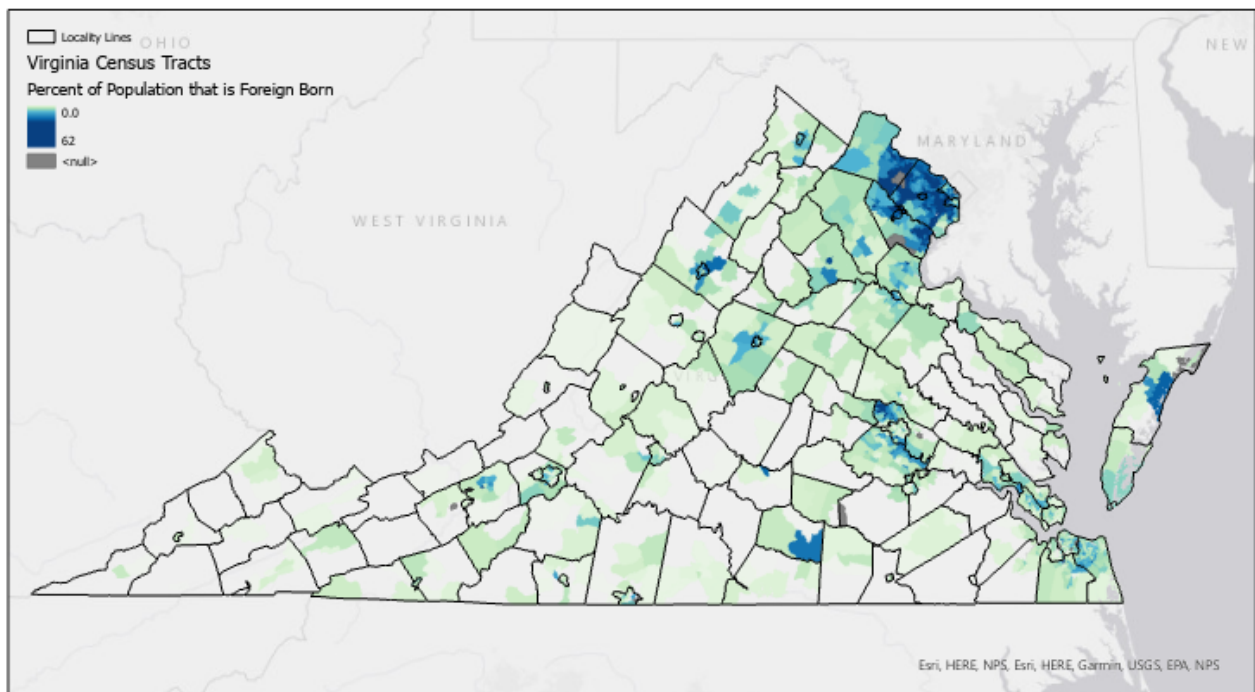 Locality Lines
OHIO
NEW
Virginia Census Tracts
Percent of Population that is Foreign Born
0.0
62
<null>
MARYLAND
WEST VIRGINIA
Esri, HERE, NPS, Esri, HERE, Garmin, USGS, EPA, NPS